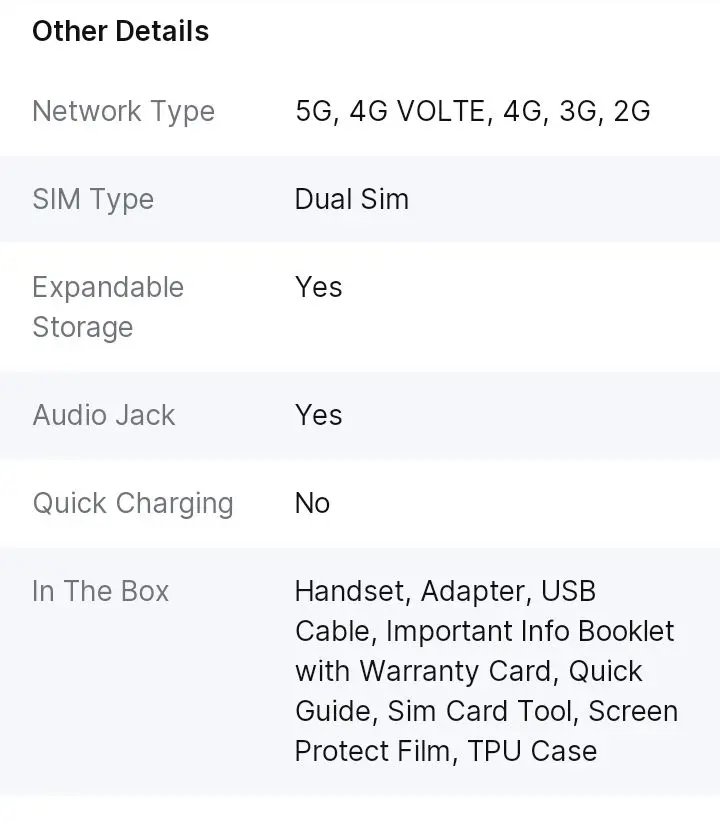 Other Details
Network Type 5G, 4G VOLTE, 4G, 3G, 2G
SIM Type Dual Sim
Expandable Yes
Storage
Audio Jack Yes
Quick Charging No
In The Box Handset, Adapter, USB
Cable, Important Info Booklet
with Warranty Card, Quick
Guide, Sim Card Tool, Screen
Protect Film, TPU Case